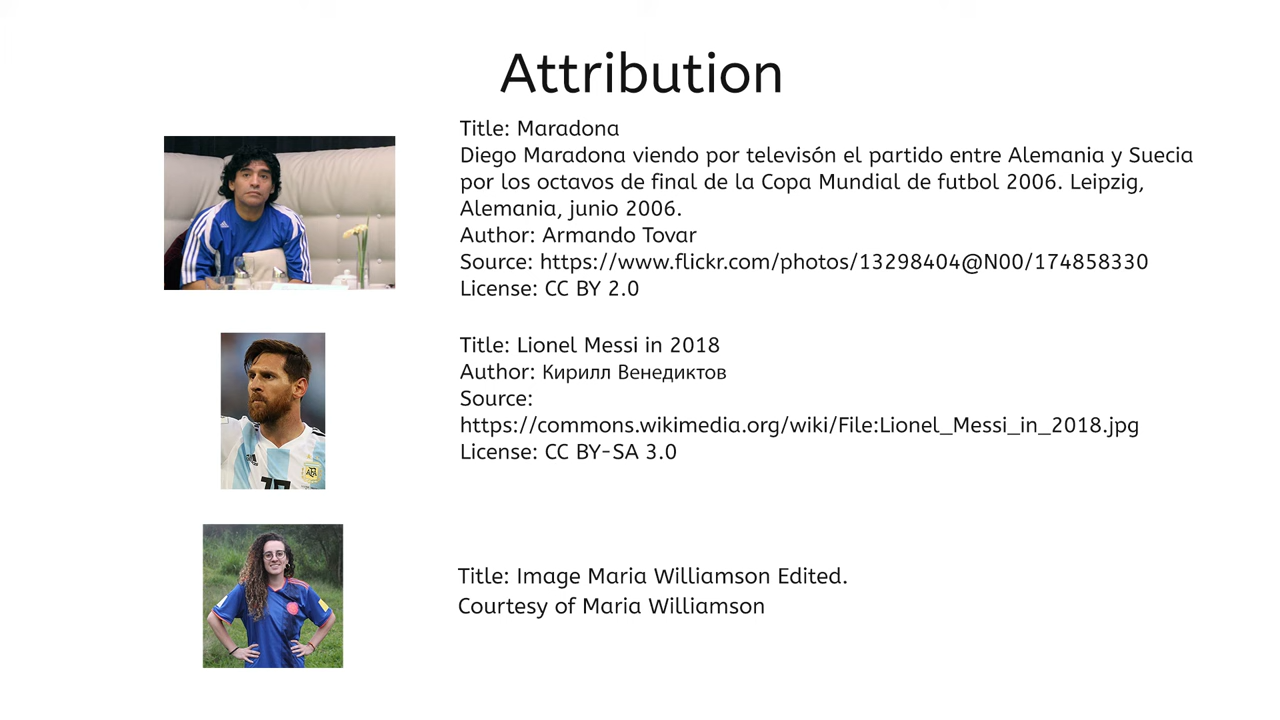 Attribution
Title: Maradona
Diego Maradona viendo por televisón el partido entre Alemania y Suecia
por los octavos de final de la Copa Mundial de futbol 2006. Leipzig,
Alemania, junio 2006.
Author: Armando Tovar
Source: https://www.flickr.com/photos/13298404@N00/174858330
License: CC BY 2.0
Title: Lionel Messi in 2018
Author: Кирилл Венедиктов
Source:
https://commons.wikimedia.org/wiki/File:Lionel_Messi_in_2018.jpg
License: CC BY-SA 3.0
Title: Image Maria Williamson Edited.
Courtesy of Maria Williamson